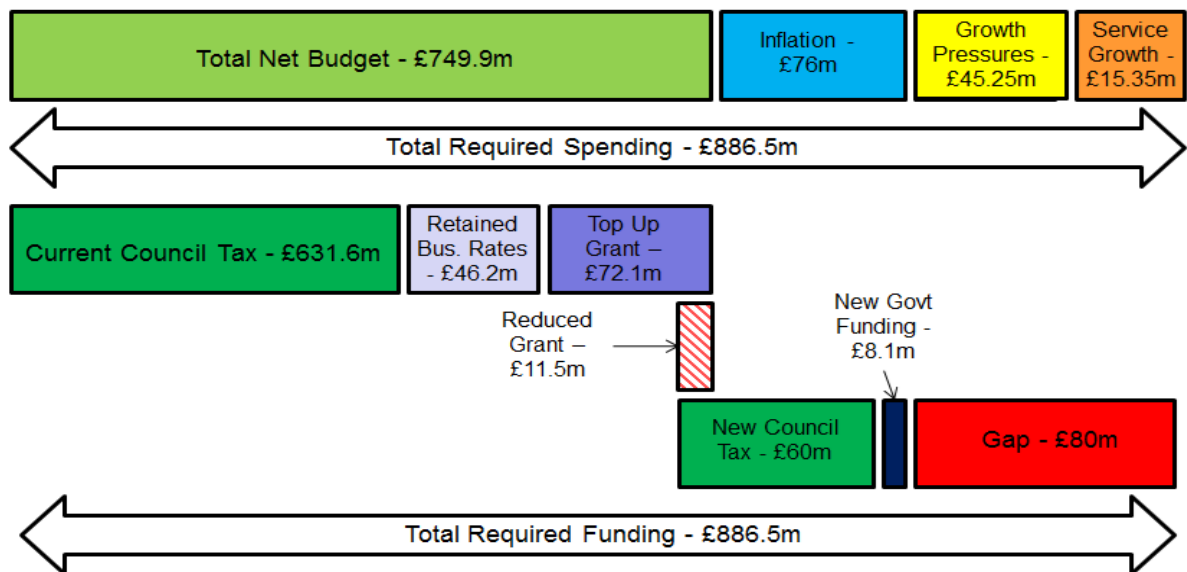 Total Net Budget - £749.9m
Inflation -
£76m
Growth
Pressures -
£45.25m
Service
Growth -
£15.35m
Total Required Spending - £886.5m
Current Council Tax - £631.6m
Retained
Bus. Rates
- £46.2m
Top Up
Grant –
£72.1m
Reduced
Grant –
£11.5m
New Govt
Funding -
£8.1m
New Council
Tax - £60m
Gap - £80m
Total Required Funding - £886.5m